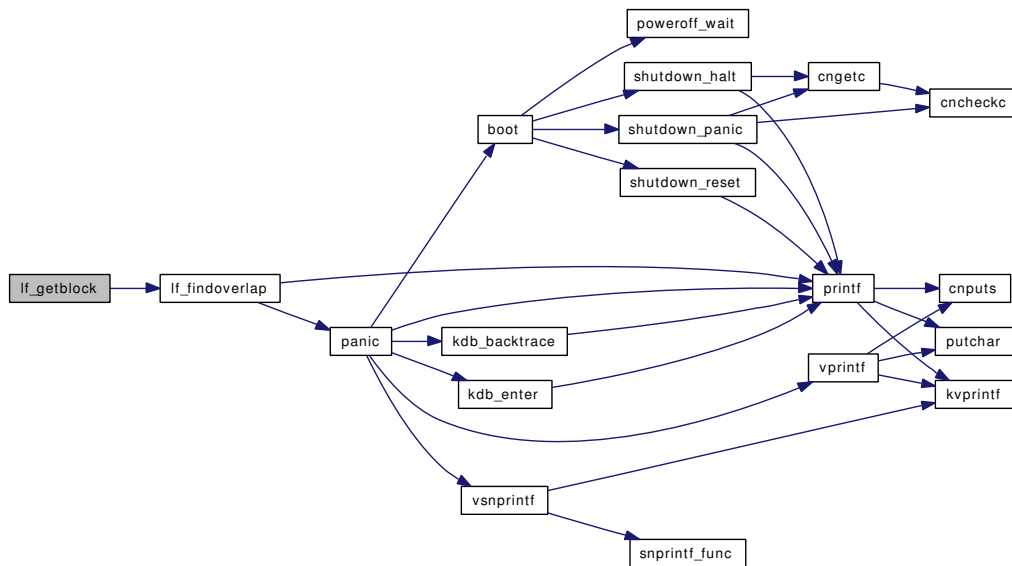 poweroff_wait
shutdown_halt
cngetc
cncheckc
boot
shutdown_panic
shutdown_reset
lf_getblock
lf_findoverlap
printf
cnputs
panic
kdb_backtrace
putchar
vprintf
kdb_enter
kvprintf
vsnprintf
snprintf_func